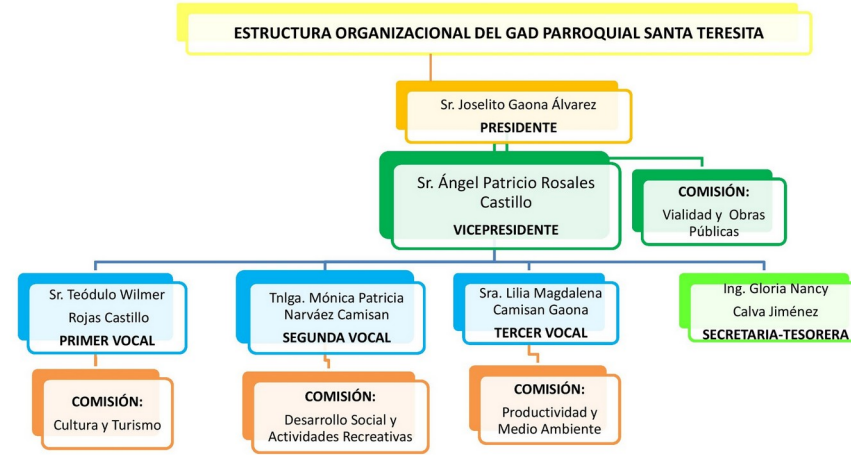 ESTRUCTURA ORGANIZACIONAL DEL GAD PARROQUIAL SANTA TERESITA
Sr. Joselito Gaona Álvarez
PRESIDENTE
Sr. Ángel Patricio Rosales
Castillo
VICEPRESIDENTE
COMISIÓN:
Vialidad y Obras
Públicas
Sr. Teódulo Wilmer
Rojas Castillo
PRIMER VOCAL
Tnlga. Mónica Patricia
Narváez Camisan
SEGUNDA VOCAL
Sra. Lilia Magdalena
Camisan Gaona
TERCER VOCAL
Ing. Gloria Nancy
Calva Jiménez
SECRETARIA-TESORERA
COMISIÓN:
Cultura y Turismo
COMISIÓN:
Desarrollo Social y
Actividades Recreativas
COMISIÓN:
Productividad y
Medio Ambiente